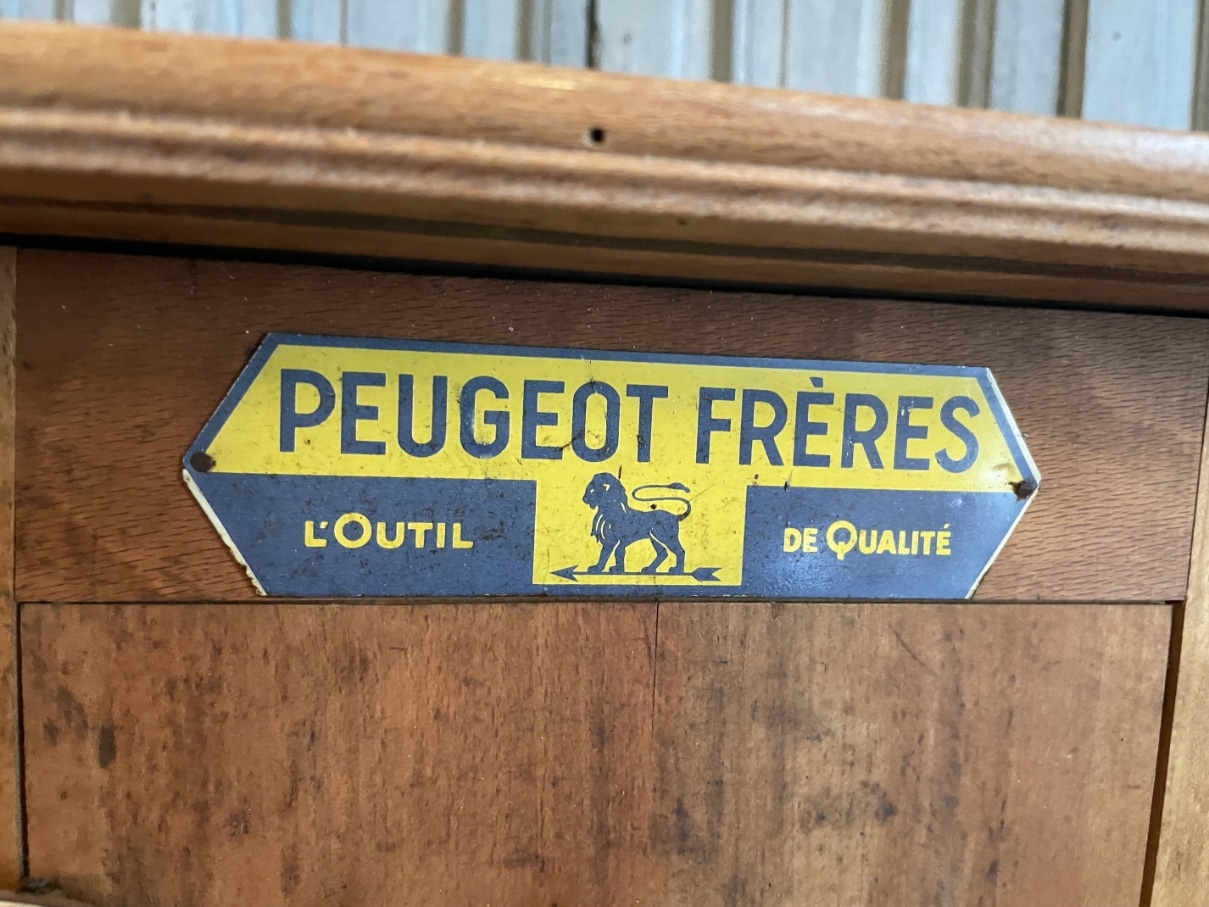 PEUGEOT FRÈRES
L'OUTIL DE QUALITÉ